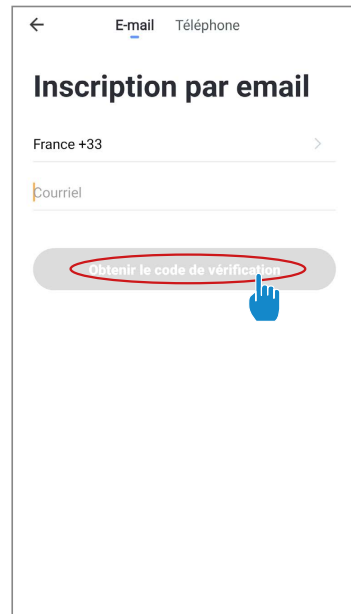 E-mail Téléphone
Inscription par email
France +33
Courriel
Obtenir le code de vérification